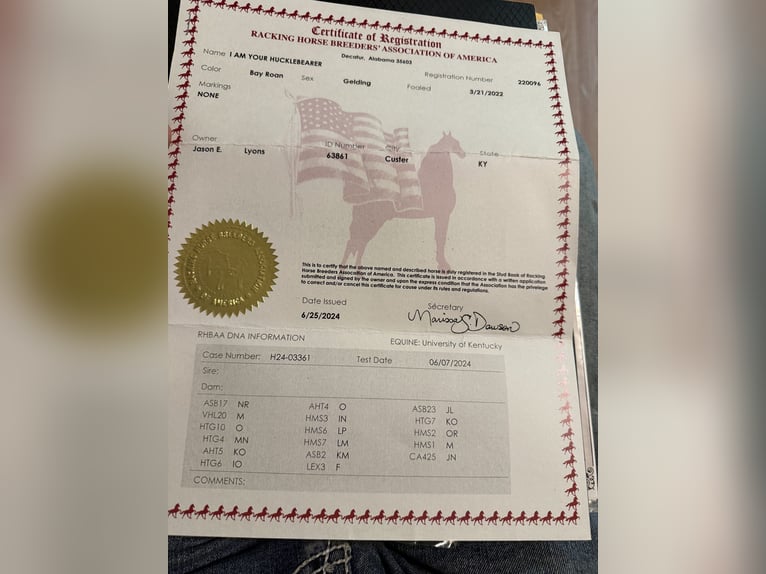 Certificate of Registration
RACKING HORSE BREEDERS' ASSOCIATION OF AMERICA
Decatur, Alabama 35603
Name I AM YOUR HUCKLEBEARER
Color Bay Roan Sex Gelding Registration Number 220096
Markings NONE Foaled 3/21/2022
Owner ID Number City State
Jason E. Lyons 63861 Custer KY
This is to certify that the above named and described horse is duly registered in the Stud Book of Racking
Horse Breeders Association of America. This certificate is issued in accordance with a written application
submitted and signed by the owner and upon the express condition that the Association has the privelege
to correct and/or cancel this certificate for cause under its rules and regulations.
Date Issued Secretary
6/25/2024 Marissa S. Dawson
RHBAA DNA INFORMATION EQUINE: University of Kentucky
Case Number: H24-03361 Test Date 06/07/2024
Sire:
Dam:
ASB17 NR AHT4 O ASB23 JL
VHL20 M HMS3 IN HTG7 KO
HTG10 O HMS6 LP HMS2 OR
HTG4 MN HMS7 LM HMS1 M
AHT5 KO ASB2 KM CA425 JN
HTG6 IO LEX3 F
COMMENTS: